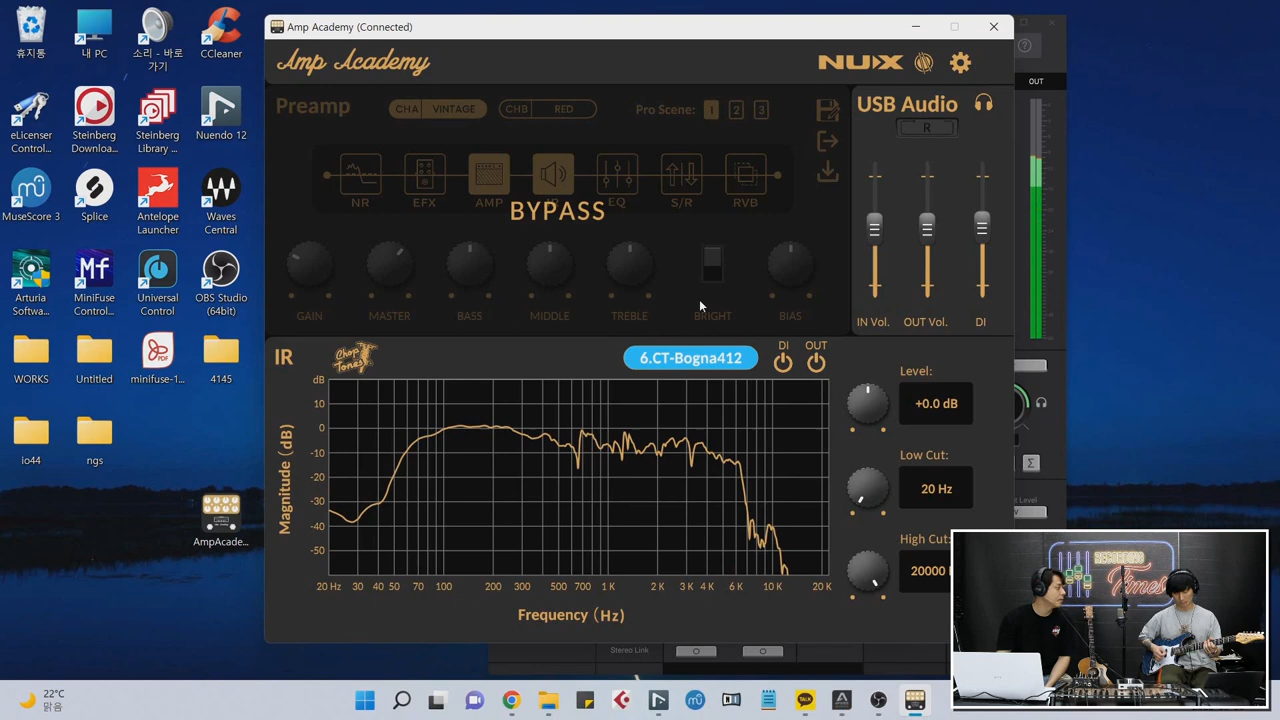 휴지통
내 PC
소리 - 바로
가기
CCleaner
eLicenser
Control...
Steinberg
Downloa...
Steinberg
Library ...
Nuendo 12
MuseScore 3
Splice
Antelope
Launcher
Waves
Central
Arturia
Softwa...
MiniFuse
Control...
Universal
Control
OBS Studio
(64bit)
WORKS
Untitled
minifuse-1...
4145
io44
ngs
AmpAcade...
Amp Academy (Connected)
Amp Academy
NUX
Preamp
CHA VINTAGE
CHB RED
Pro Scene: 1 2 3
NR
EFX
AMP
IR
EQ
S/R
RVB
BYPASS
GAIN
MASTER
BASS
MIDDLE
TREBLE
BRIGHT
BIAS
USB Audio
R
IN Vol.
OUT Vol.
DI
OUT
IR
Chop
Tones
6.CT-Bogna412
DI
OUT
dB
10
0
-10
-20
-30
-40
-50
Magnitude (dB)
20 Hz 30 40 50 70 100 200 300 500 700 1 K 2 K 3 K 4 K 6 K 10 K 20 K
Frequency (Hz)
Level:
+0.0 dB
Low Cut:
20 Hz
High Cut:
20000
Stereo Link
RECORDING
Times
22°C
맑음
TALK